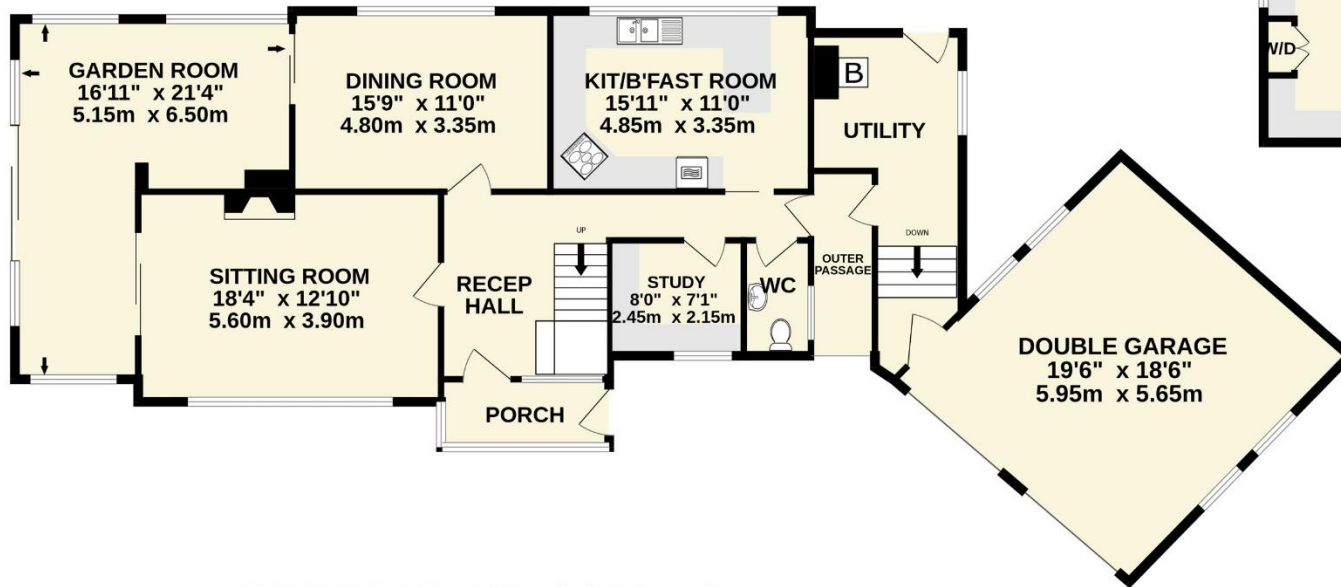 GARDEN ROOM
16'11" x 21'4"
5.15m x 6.50m
DINING ROOM
15'9" x 11'0"
4.80m x 3.35m
KIT/B'FAST ROOM
15'11" x 11'0"
4.85m x 3.35m
B
UTILITY
W/D
SITTING ROOM
18'4" x 12'10"
5.60m x 3.90m
RECEP
HALL
UP
STUDY
8'0" x 7'1"
2.45m x 2.15m
WC
OUTER
PASSAGE
DOWN
PORCH
DOUBLE GARAGE
19'6" x 18'6"
5.95m x 5.65m